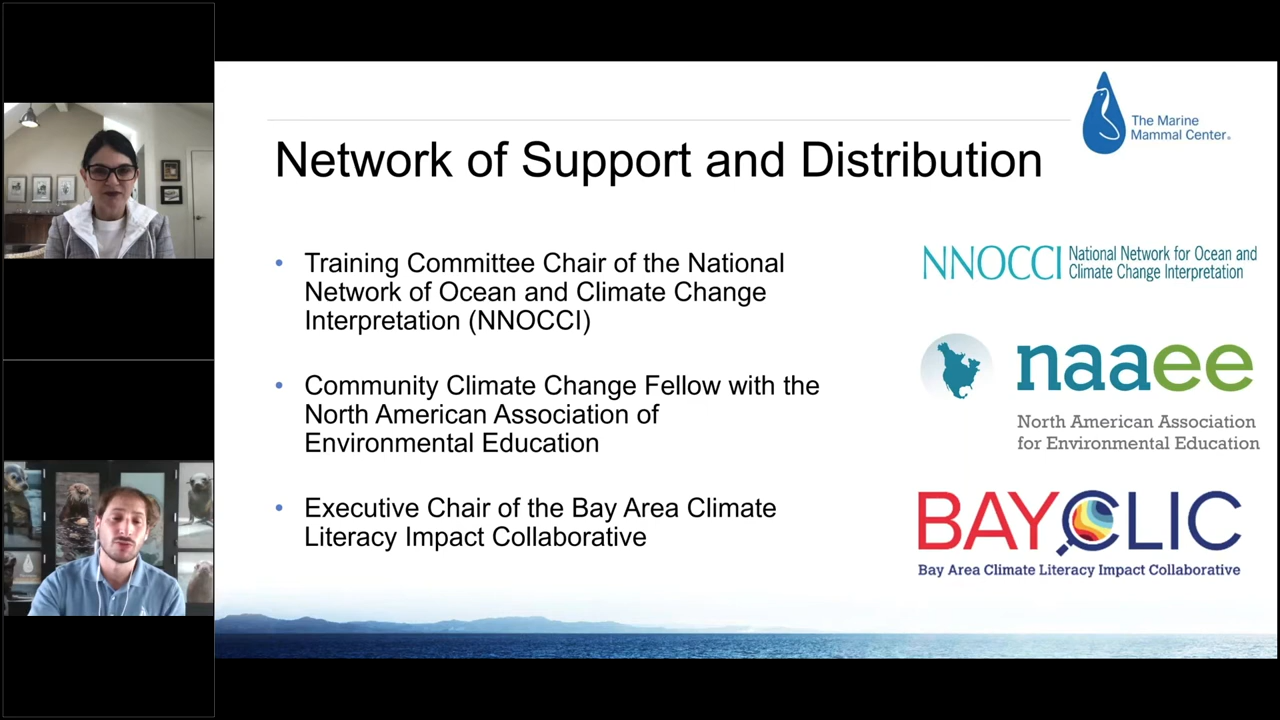 The Marine
Mammal Center®
Network of Support and Distribution
• Training Committee Chair of the National
Network of Ocean and Climate Change
Interpretation (NNOCCI)
• Community Climate Change Fellow with the
North American Association of
Environmental Education
• Executive Chair of the Bay Area Climate
Literacy Impact Collaborative
NNOCCI National Network for Ocean and
Climate Change Interpretation
naaee
North American Association
for Environmental Education
BAYCLIC
Bay Area Climate Literacy Impact Collaborative